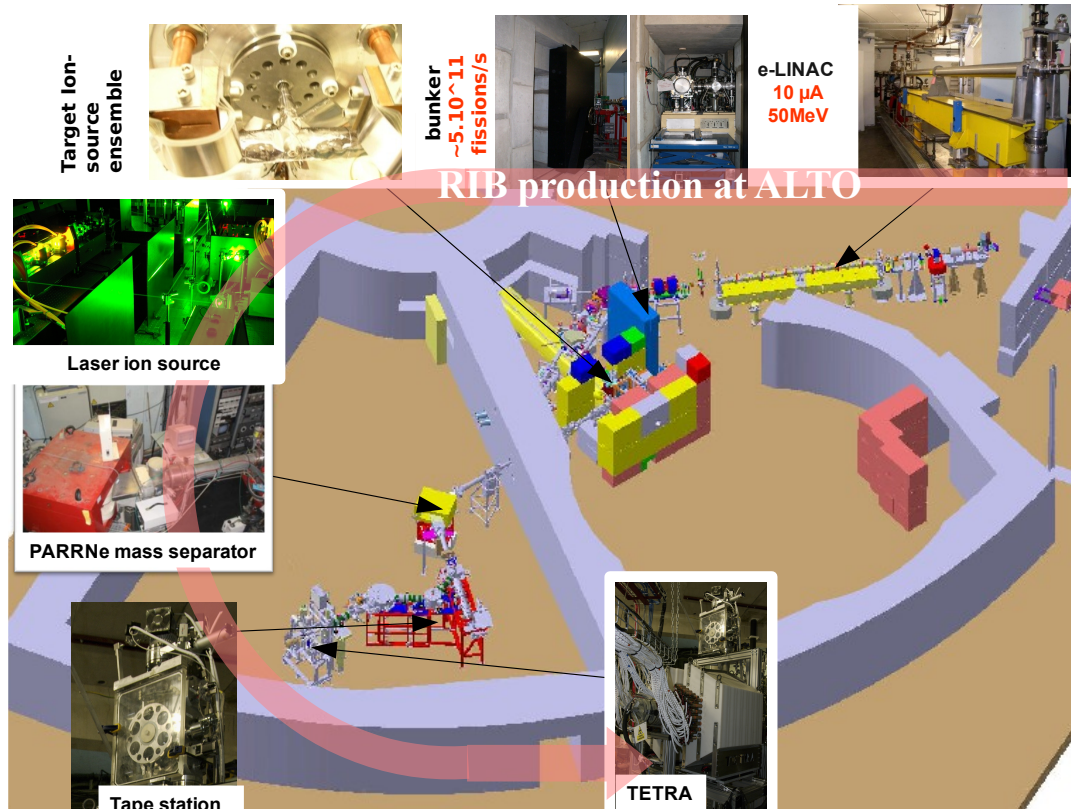 Target Ion-
source
ensemble
bunker
~5.10^11
fissions/s
e-LINAC
10 µA
50MeV
RIB production at ALTO
Laser ion source
PARRNe mass separator
Tape station
TETRA